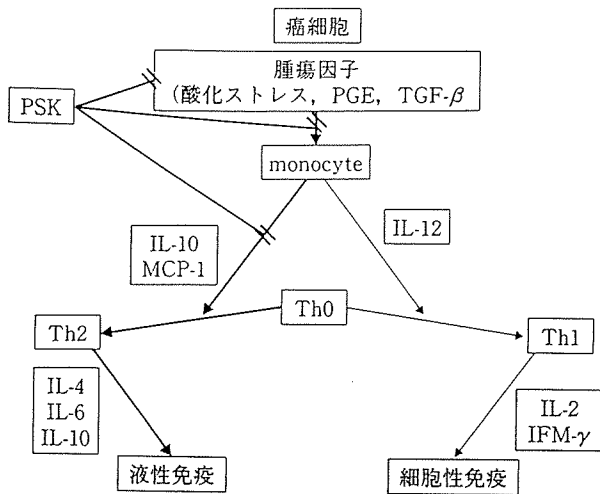 癌細胞
腫瘍因子
(酸化ストレス, PGE, TGF-β
PSK
monocyte
IL-10
MCP-1
IL-12
Th0
Th2
Th1
IL-4
IL-6
IL-10
IL-2
IFM-γ
液性免疫
細胞性免疫